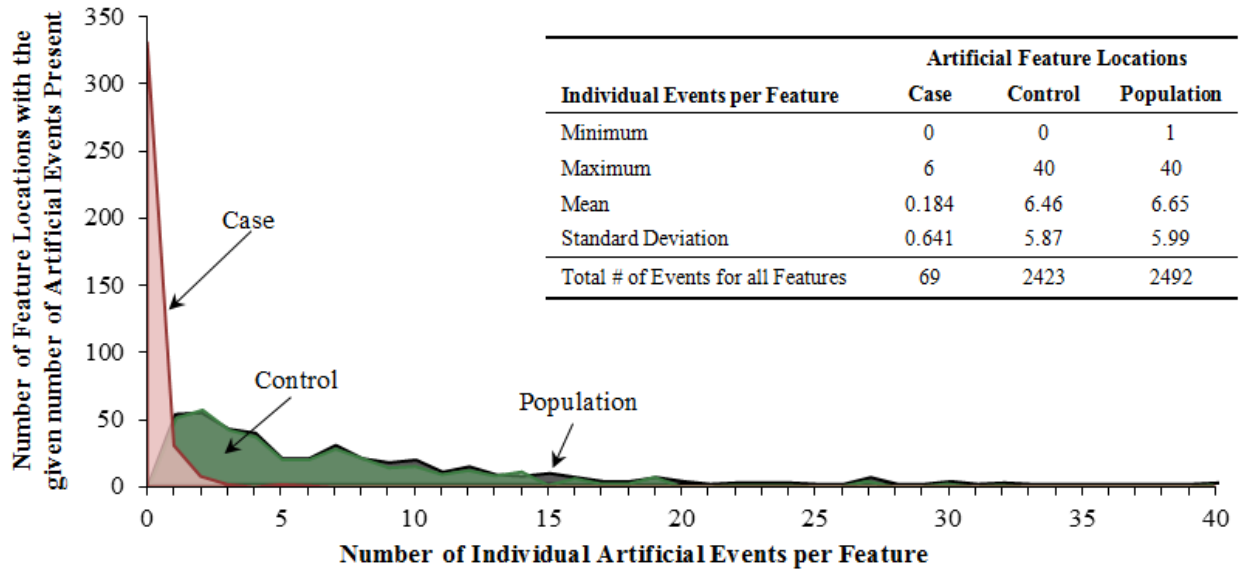 Number of Feature Locations with the
given number of Artificial Events Present
350
300
250
200
150
100
50
0
Case
Control
Population
Artificial Feature Locations
Individual Events per Feature Case Control Population
Minimum 0 0 1
Maximum 6 40 40
Mean 0.184 6.46 6.65
Standard Deviation 0.641 5.87 5.99
Total # of Events for all Features 69 2423 2492
0 5 10 15 20 25 30 35 40
Number of Individual Artificial Events per Feature